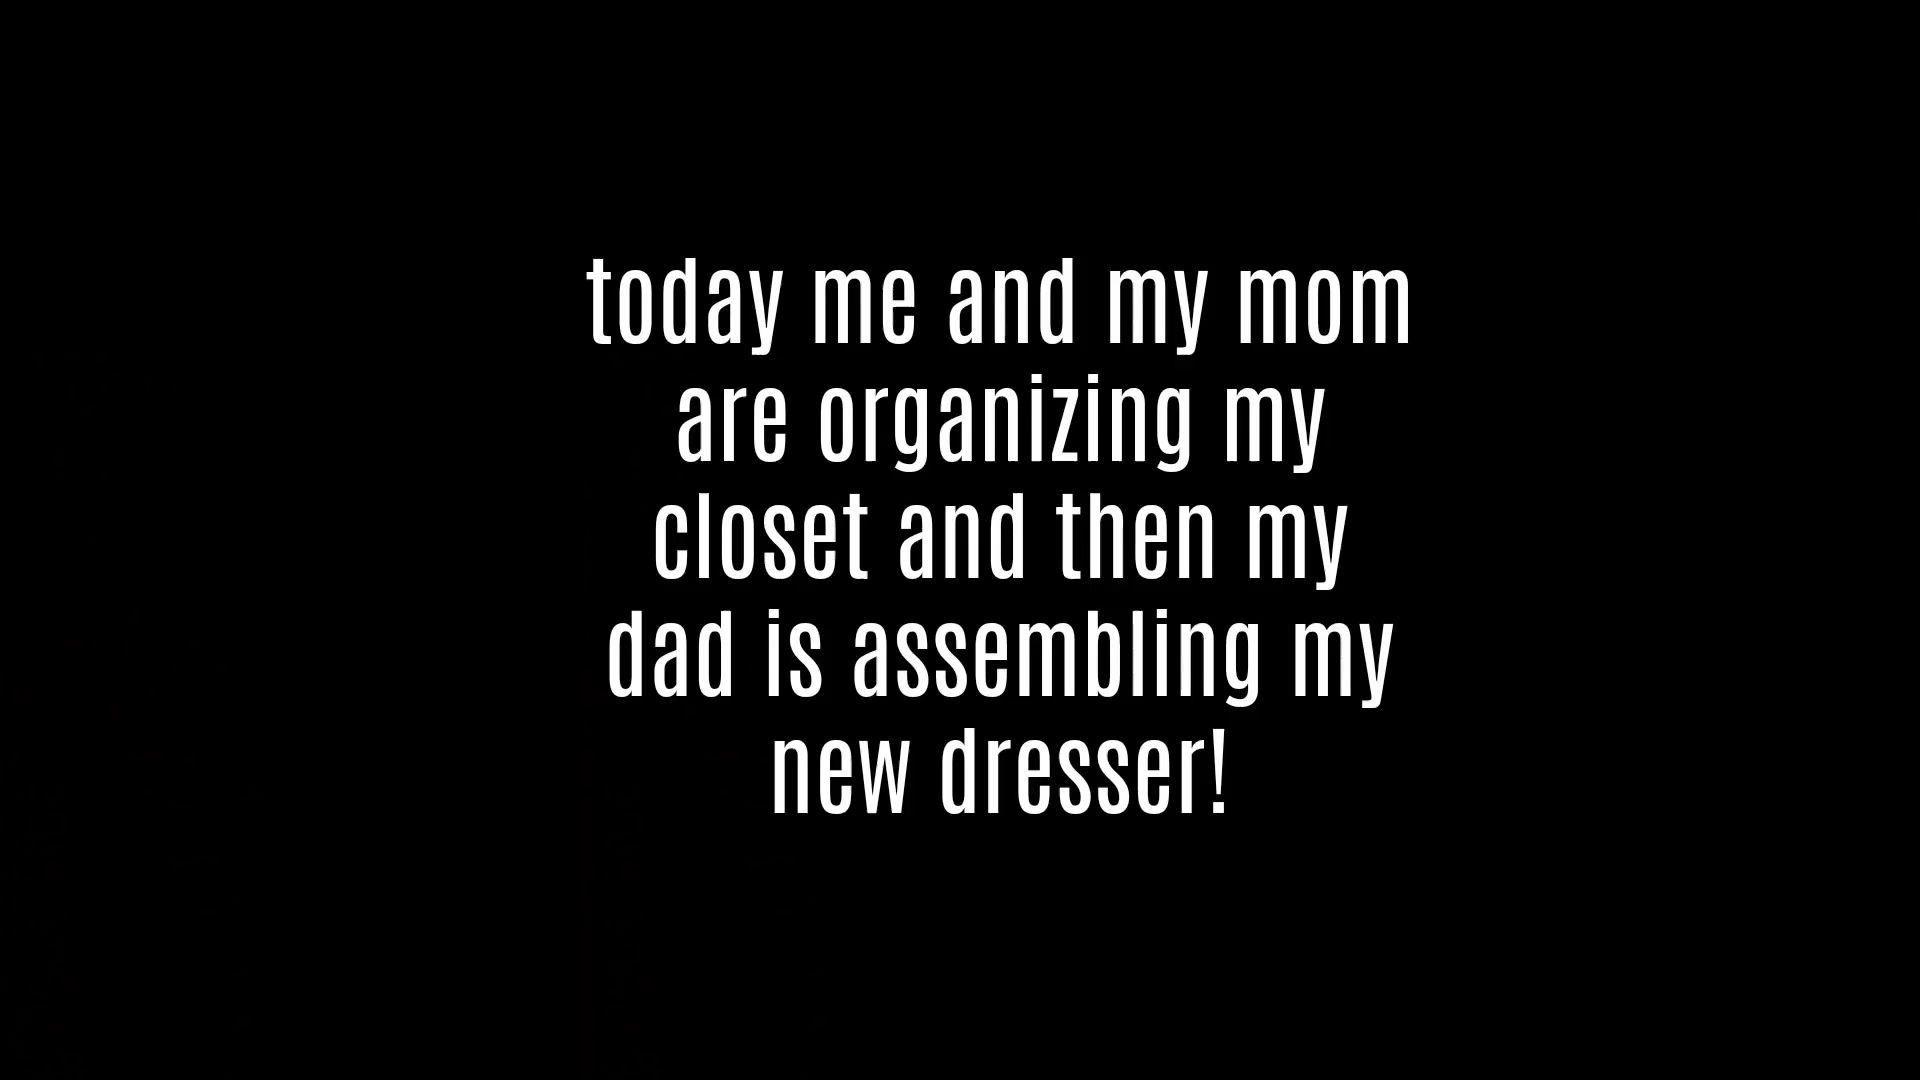 today me and my mom
are organizing my
closet and then my
dad is assembling my
new dresser!